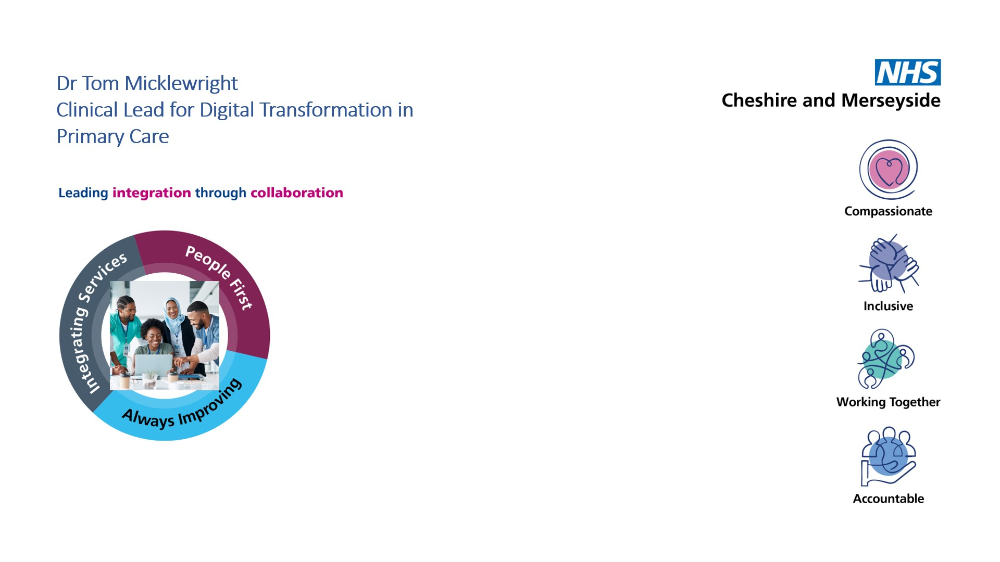 Dr Tom Micklewright
Clinical Lead for Digital Transformation in
Primary Care
NHS
Cheshire and Merseyside
Leading integration through collaboration
Integrating Services
People First
Always Improving
Compassionate
Inclusive
Working Together
Accountable